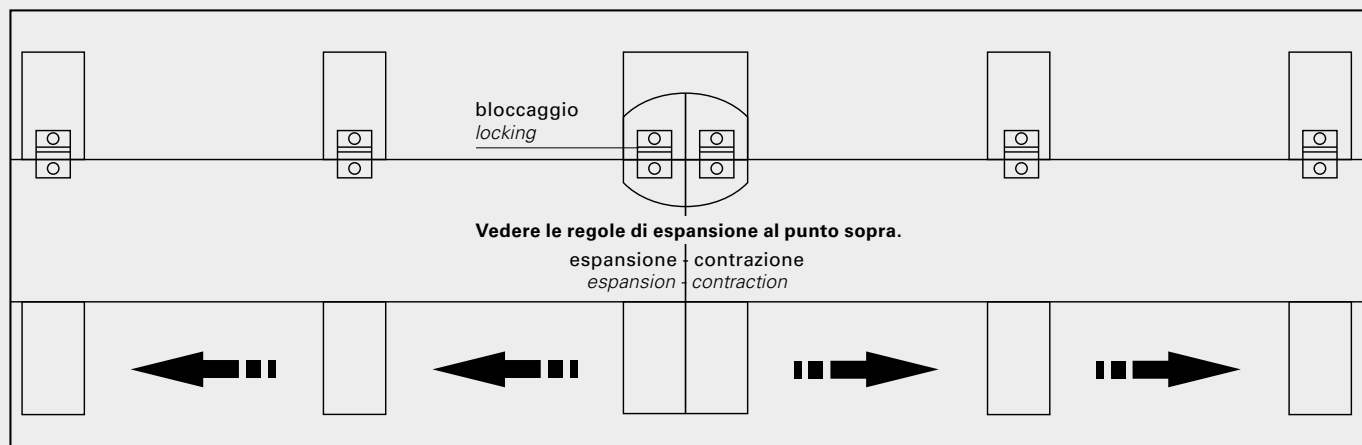 bloccaggio
locking
Vedere le regole di espansione al punto sopra.
espansione - contrazione
espansion - contraction